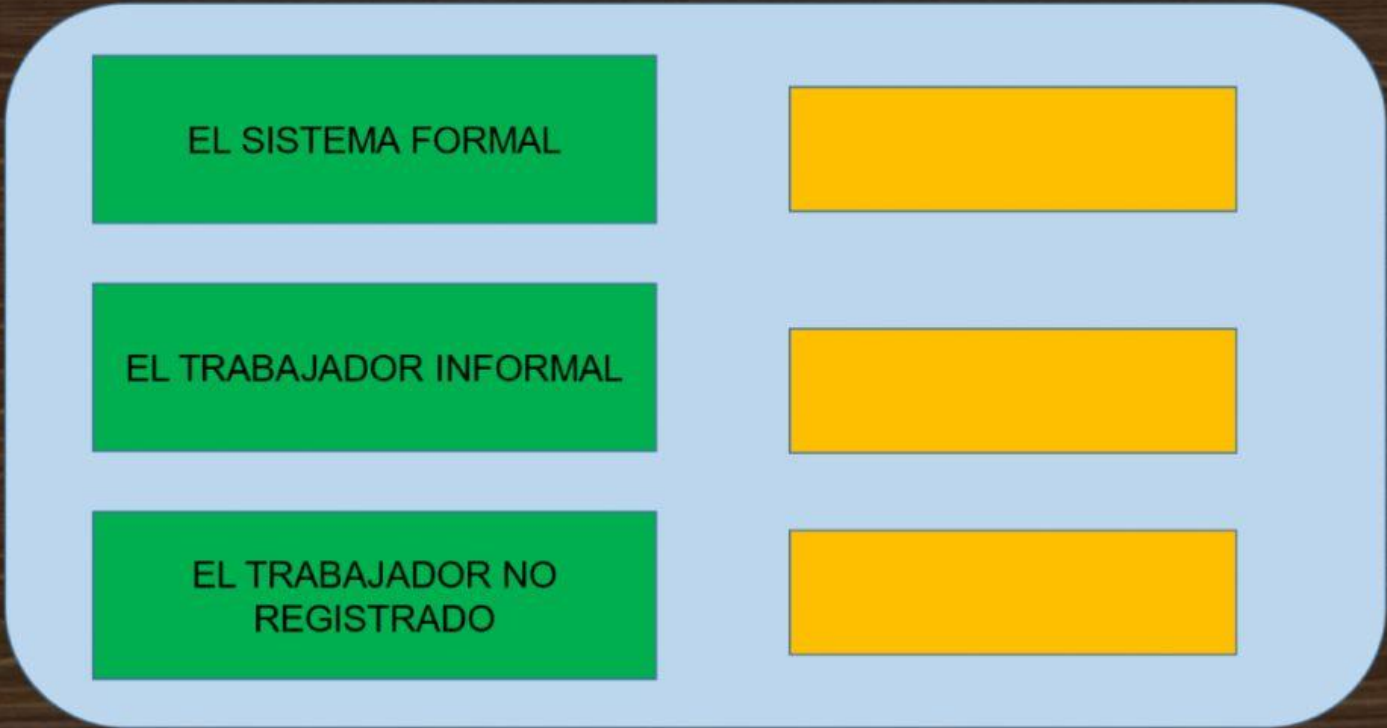 EL SISTEMA FORMAL
EL TRABAJADOR INFORMAL
EL TRABAJADOR NO
REGISTRADO